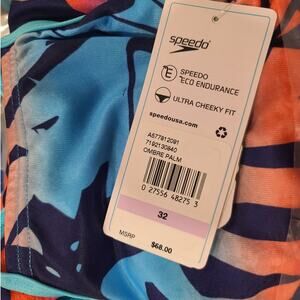 speedo
SPEEDO
ECO ENDURANCE
ULTRA CHEEKY FIT
speedousa.com
A577812091
7192130840
OMBRE PALM
0 27556 48275 3
32
MSRP $68.00